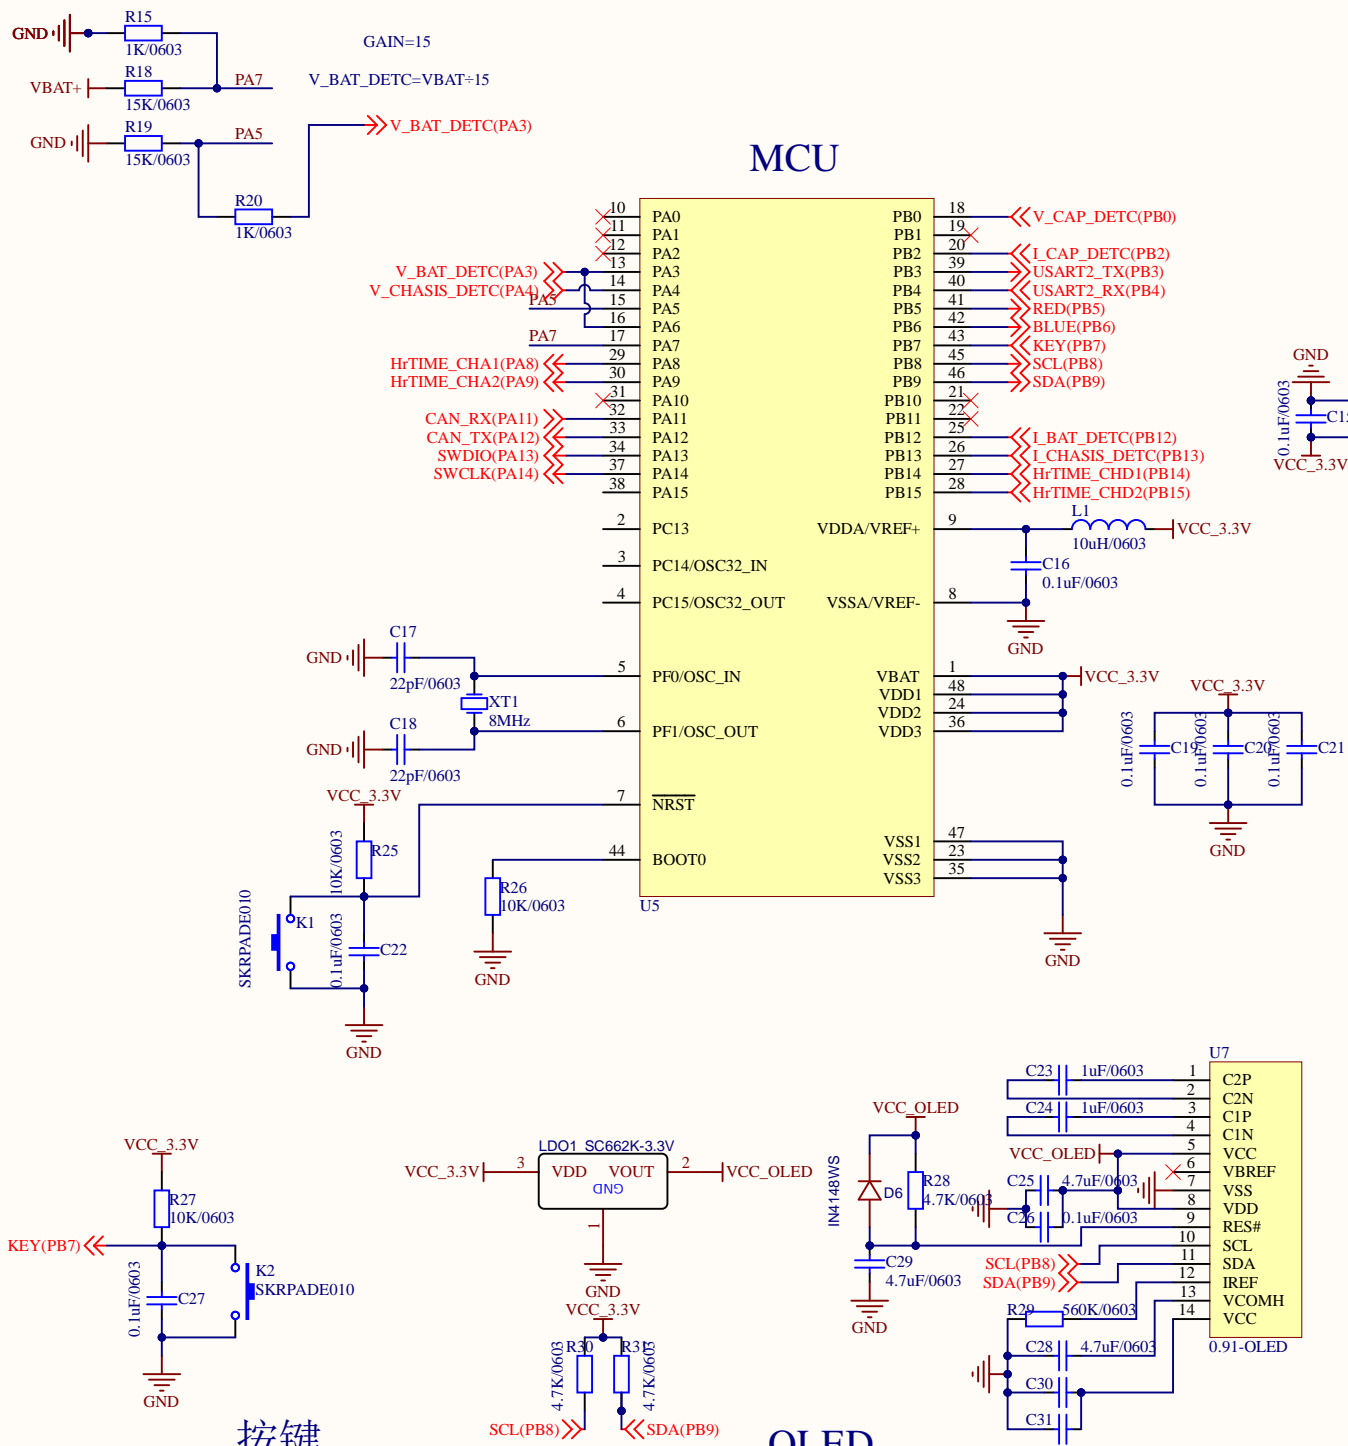 R15
GND
1K/0603
GAIN=15
R18
VBAT+
PA7
15K/0603
V_BAT_DETC=VBAT÷15
R19
GND
PA5
15K/0603
V_BAT_DETC(PA3)
R20
1K/0603
MCU
10 PA0
11 PA1
12 PA2
V_BAT_DETC(PA3) 13 PA3
V_CHASIS_DETC(PA4) 14 PA4
PA5 15 PA5
16 PA6
PA7 17 PA7
HrTIME_CHA1(PA8) 29 PA8
HrTIME_CHA2(PA9) 30 PA9
31 PA10
CAN_RX(PA11) 32 PA11
CAN_TX(PA12) 33 PA12
SWDIO(PA13) 34 PA13
SWCLK(PA14) 37 PA14
38 PA15
2 PC13
3 PC14/OSC32_IN
4 PC15/OSC32_OUT
5 PF0/OSC_IN
6 PF1/OSC_OUT
7 NRST
44 BOOT0
PB0 18 V_CAP_DETC(PB0)
PB1 19
PB2 20 I_CAP_DETC(PB2)
PB3 39 USART2_TX(PB3)
PB4 40 USART2_RX(PB4)
PB5 41 RED(PB5)
PB6 42 BLUE(PB6)
PB7 43 KEY(PB7)
PB8 45 SCL(PB8)
PB9 46 SDA(PB9)
PB10 21
PB11 22
PB12 25 I_BAT_DETC(PB12)
PB13 26 I_CHASIS_DETC(PB13)
PB14 27 HrTIME_CHD1(PB14)
PB15 28 HrTIME_CHD2(PB15)
VDDA/VREF+ 9
VSSA/VREF- 8
VBAT 1
VDD1 48
VDD2 24
VDD3 36
VSS1 47
VSS2 23
VSS3 35
U5
GND
0.1uF/0603
VCC_3.3V
L1
10uH/0603
VCC_3.3V
C16
0.1uF/0603
GND
VCC_3.3V
GND
VCC_3.3V
0.1uF/0603
C19
0.1uF/0603
C20
0.1uF/0603
C21
GND
C17
GND
22pF/0603
XT1
8MHz
C18
GND
22pF/0603
VCC_3.3V
10K/0603
R25
SKRPADE010
K1
0.1uF/0603
C22
GND
R26
10K/0603
GND
VCC_3.3V
R27
10K/0603
KEY(PB7)
0.1uF/0603
C27
K2
SKRPADE010
GND
按键
LDO1 SC662K-3.3V
VCC_3.3V 3 VDD VOUT 2 VCC_OLED
GND
1
GND
VCC_3.3V
R30
4.7K/0603
R31
4.7K/0603
SCL(PB8)
SDA(PB9)
VCC_OLED
IN4148WS
D6
R28
4.7K/0603
C29
4.7uF/0603
GND
U7
C23 1uF/0603
C24 1uF/0603
VCC_OLED
C25 4.7uF/0603
C26 0.1uF/0603
SCL(PB8)
SDA(PB9)
R29 560K/0603
C28 4.7uF/0603
C30
C31
1 C2P
2 C2N
3 C1P
4 C1N
5 VCC
6 VBREF
7 VSS
8 VDD
9 RES#
10 SCL
11 SDA
12 IREF
13 VCOMH
14 VCC
0.91-OLED
OLED